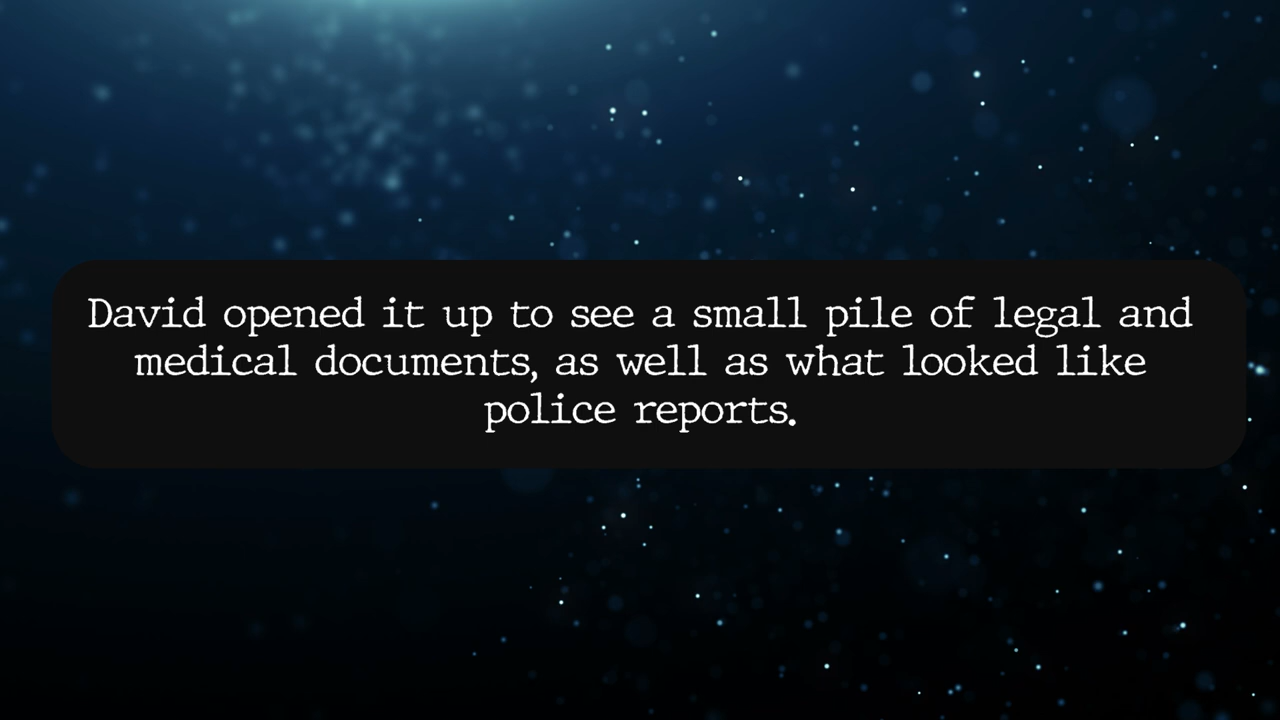 David opened it up to see a small pile of legal and
medical documents, as well as what looked like
police reports.